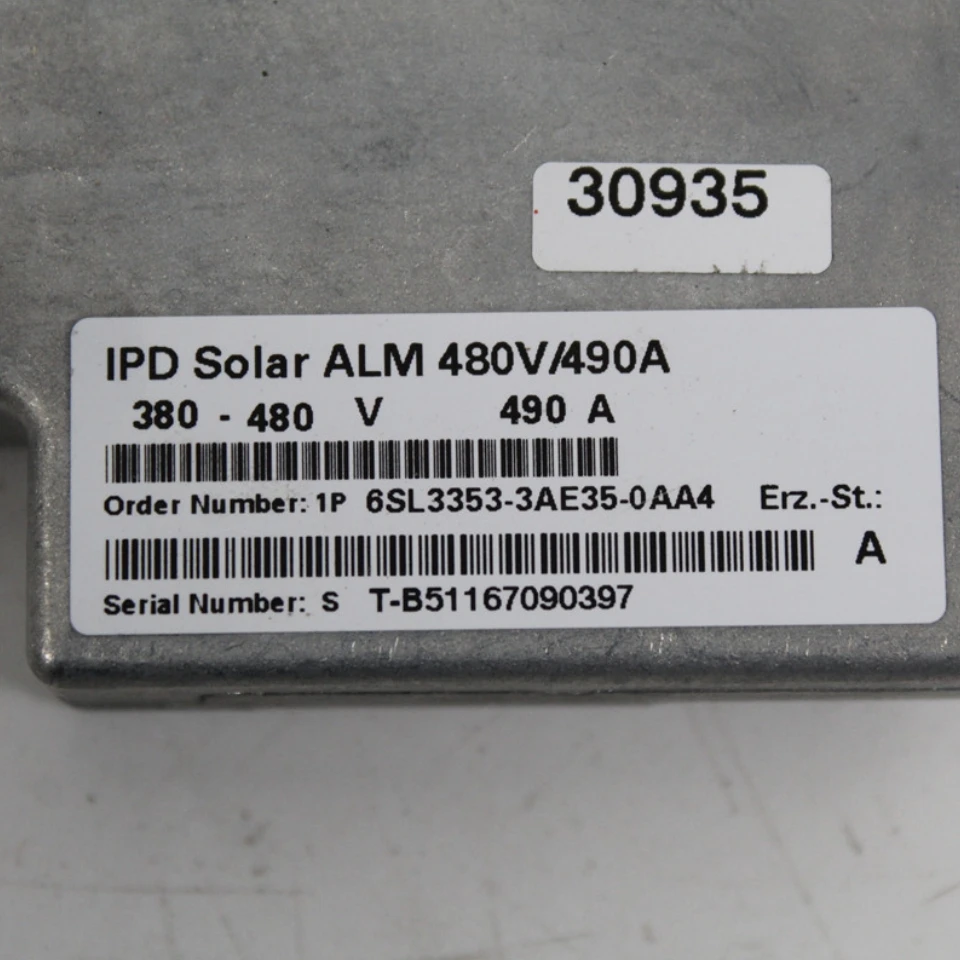 30935
IPD Solar ALM 480V/490A
380 - 480 V 490 A
Order Number: 1P 6SL3353-3AE35-0AA4 Erz.-St.:
A
Serial Number: S T-B51167090397